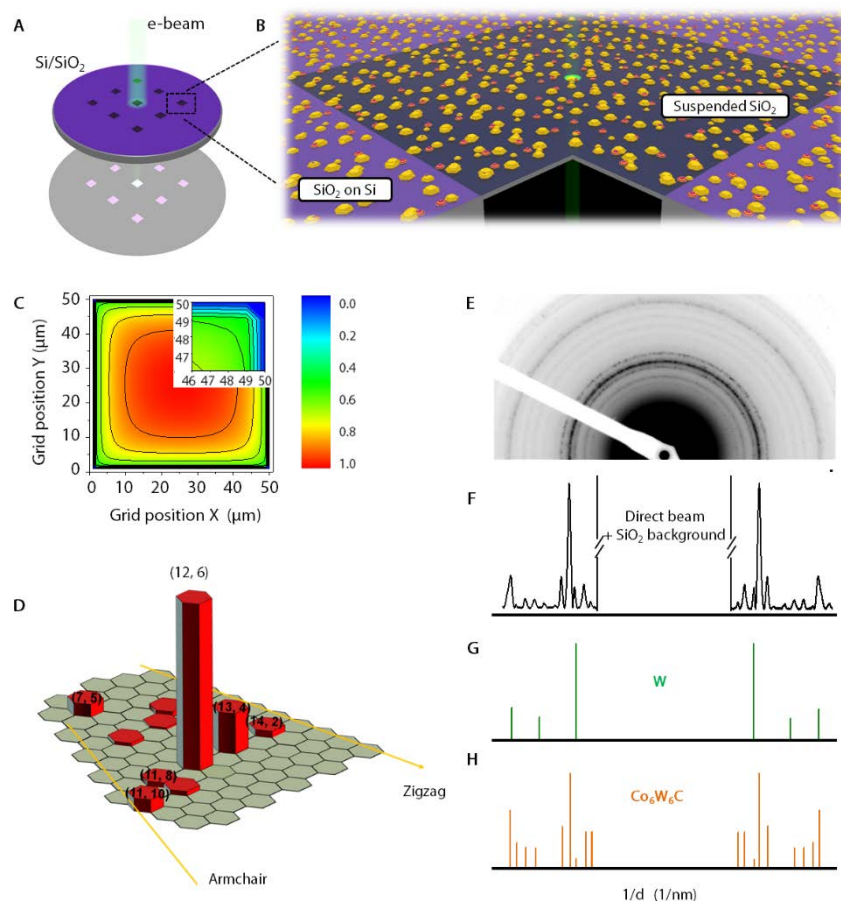 A
e-beam
B
Si/SiO₂
Suspended SiO₂
SiO₂ on Si
C
50
40
30
20
10
0
Grid position Y (μm)
50
49
48
47
46 47 48 49 50
0 10 20 30 40 50
Grid position X (μm)
0.0
0.2
0.4
0.6
0.8
1.0
D
(12, 6)
(7, 5)
(13, 4)
(14, 2)
(11, 8)
(11, 10)
Zigzag
Armchair
E
F
Direct beam
+ SiO₂ background
G
W
H
Co₆W₆C
1/d (1/nm)